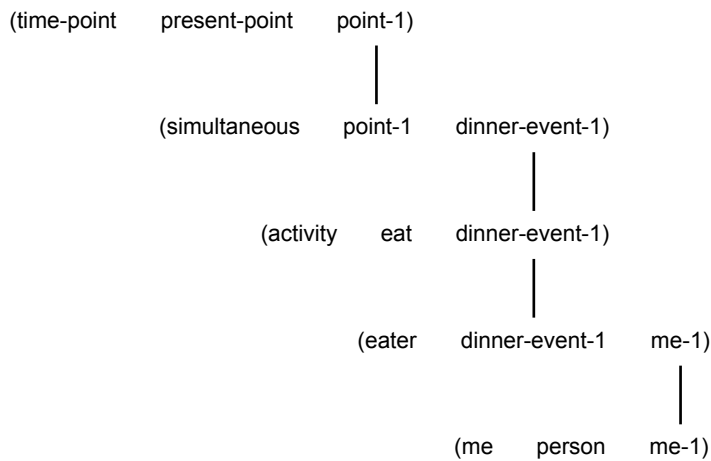 (time-point present-point point-1)
(simultaneous point-1 dinner-event-1)
(activity eat dinner-event-1)
(eater dinner-event-1 me-1)
(me person me-1)